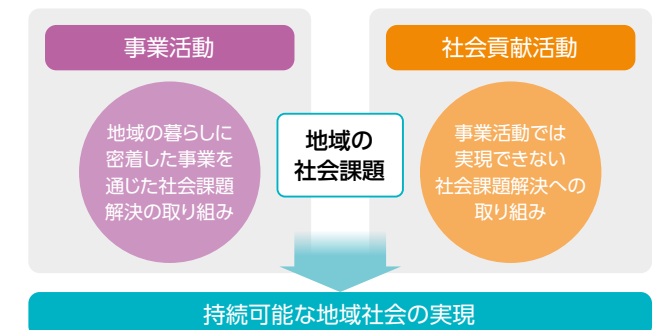 事業活動
地域の暮らしに
密着した事業を
通じた社会課題
解決の取り組み
地域の
社会課題
社会貢献活動
事業活動では
実現できない
社会課題解決への
取り組み
持続可能な地域社会の実現